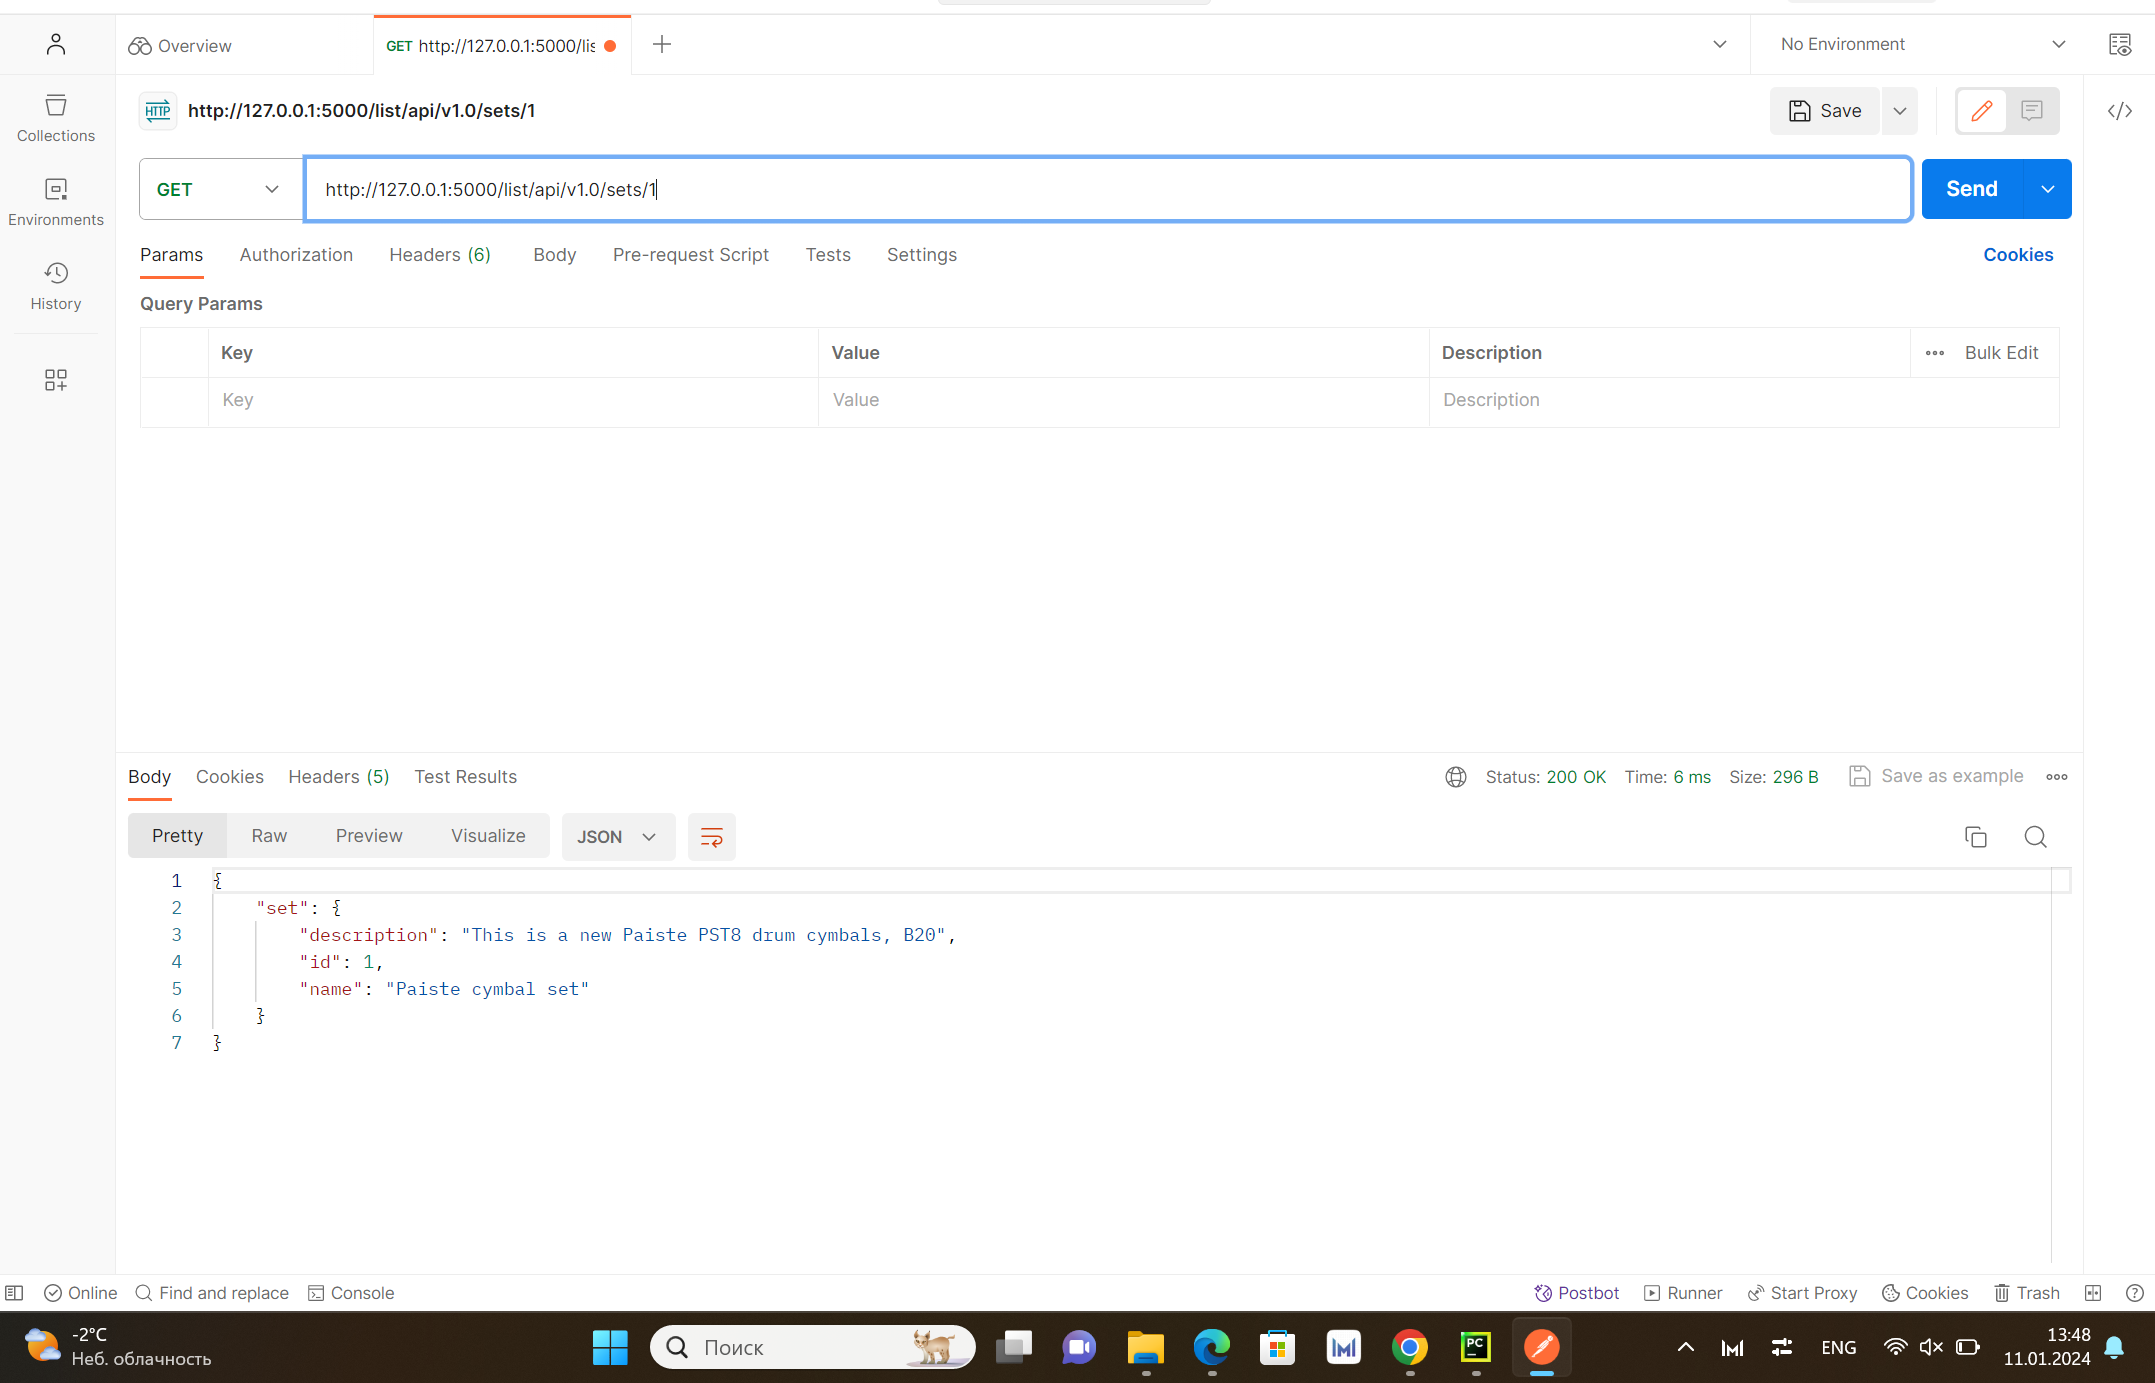 Overview
GET http://127.0.0.1:5000/lis
No Environment
HTTP http://127.0.0.1:5000/list/api/v1.0/sets/1
Save
Collections
Environments
History
GET http://127.0.0.1:5000/list/api/v1.0/sets/1 Send
Params Authorization Headers (6) Body Pre-request Script Tests Settings Cookies
Query Params
Key Value Description Bulk Edit
Key Value Description
Body Cookies Headers (5) Test Results Status: 200 OK Time: 6 ms Size: 296 B Save as example
Pretty Raw Preview Visualize JSON
1 {
2 "set": {
3 "description": "This is a new Paiste PST8 drum cymbals, B20",
4 "id": 1,
5 "name": "Paiste cymbal set"
6 }
7 }
Online Find and replace Console Postbot Runner Start Proxy Cookies Trash
-2°C
Неб. облачность
Поиск
PC
ENG
13:48
11.01.2024